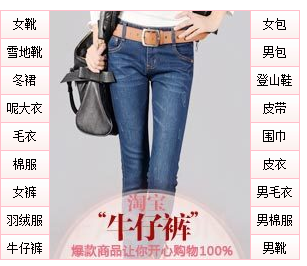 女靴
雪地靴
冬裙
呢大衣
毛衣
棉服
女裤
羽绒服
牛仔裤
淘宝
“牛仔裤”
爆款商品让你开心购物100%
女包
男包
登山鞋
皮带
围巾
皮衣
男毛衣
男棉服
男靴